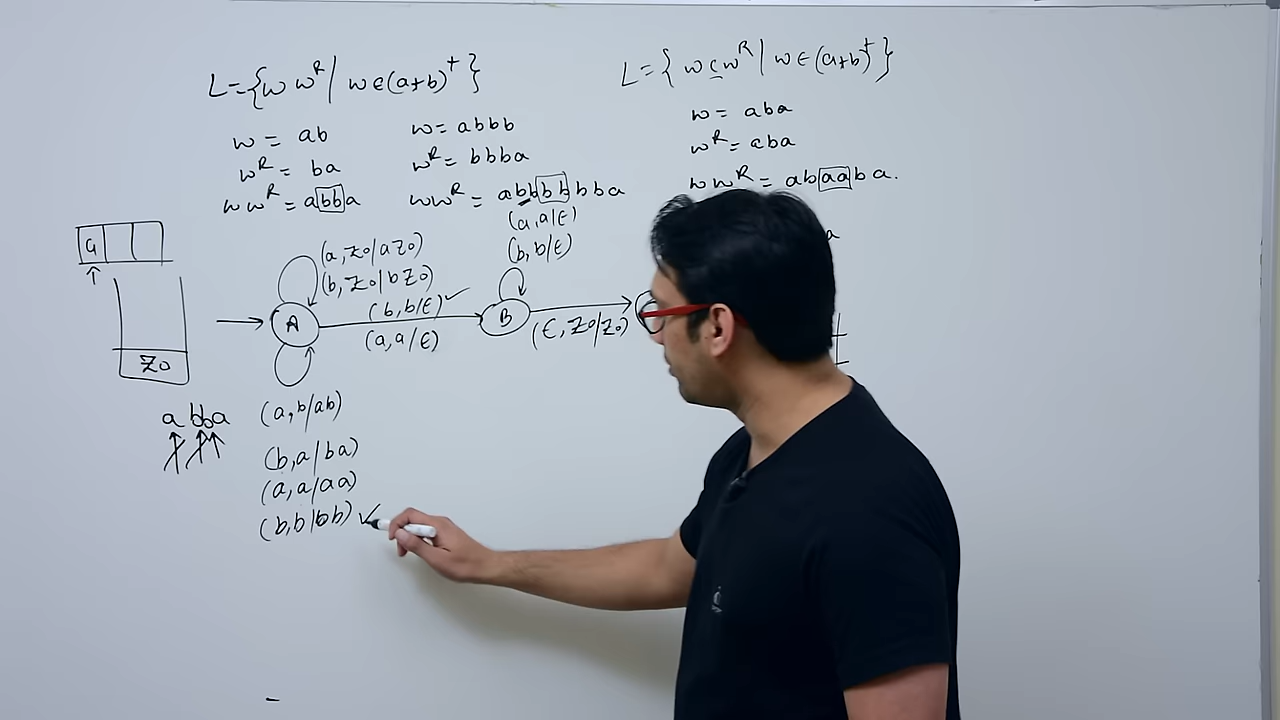 L={w w^R / w ∈ (a+b)^+}
w = ab
w^R = ba
w w^R = abba
w = abbb
w^R = bbba
w w^R = abbbbbba
L={w c w^R | w ∈ (a+b)^+}
w = aba
w^R = aba
w w^R = abaaba.
a
a
Z0
abba
(a, Z0/aZ0)
(b, Z0/bZ0)
A
(b, b/ε) ✓
(a, a/ε)
(a, a/ε)
(b, b/ε)
B
(ε, Z0/Z0)
(a, b/ab)
(b, a/ba)
(a, a/aa)
(b, b/bb) ✓